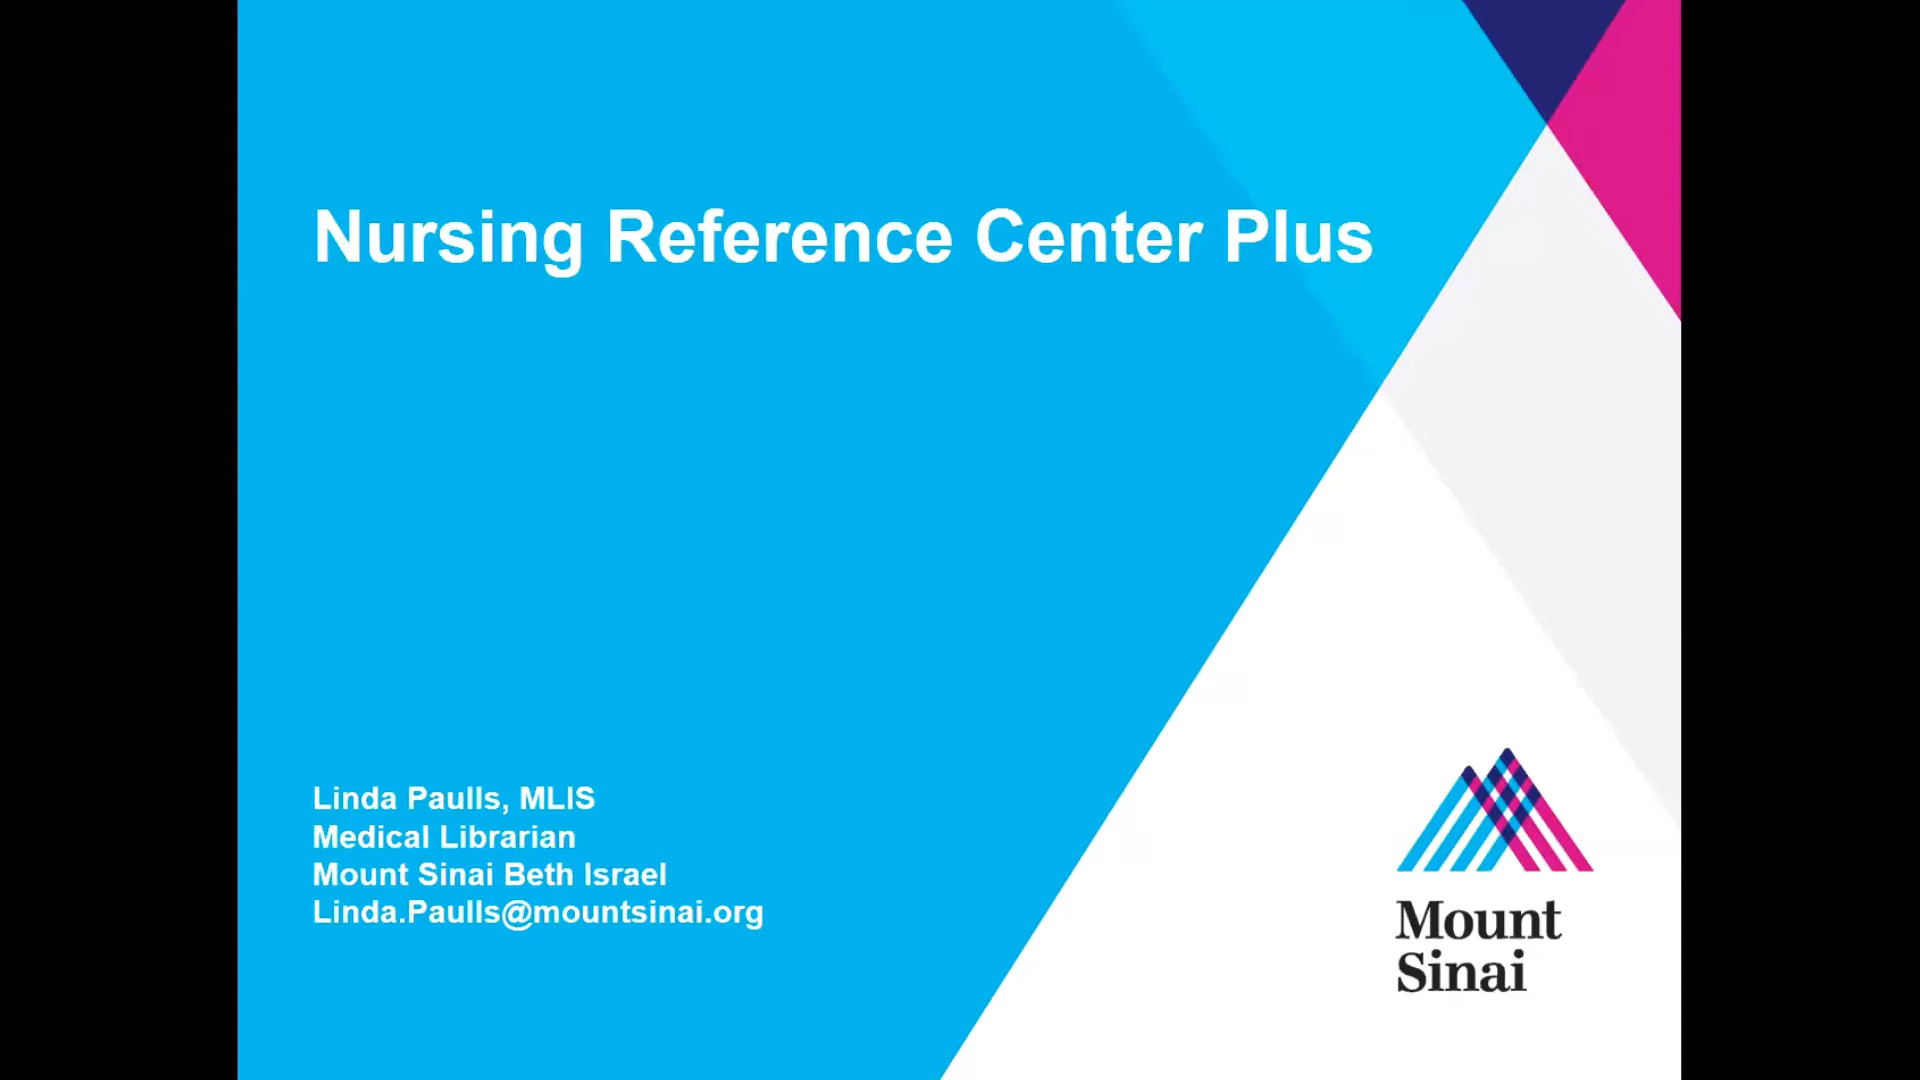 Nursing Reference Center Plus
Linda Paulls, MLIS
Medical Librarian
Mount Sinai Beth Israel
Linda.Paulls@mountsinai.org
Mount
Sinai